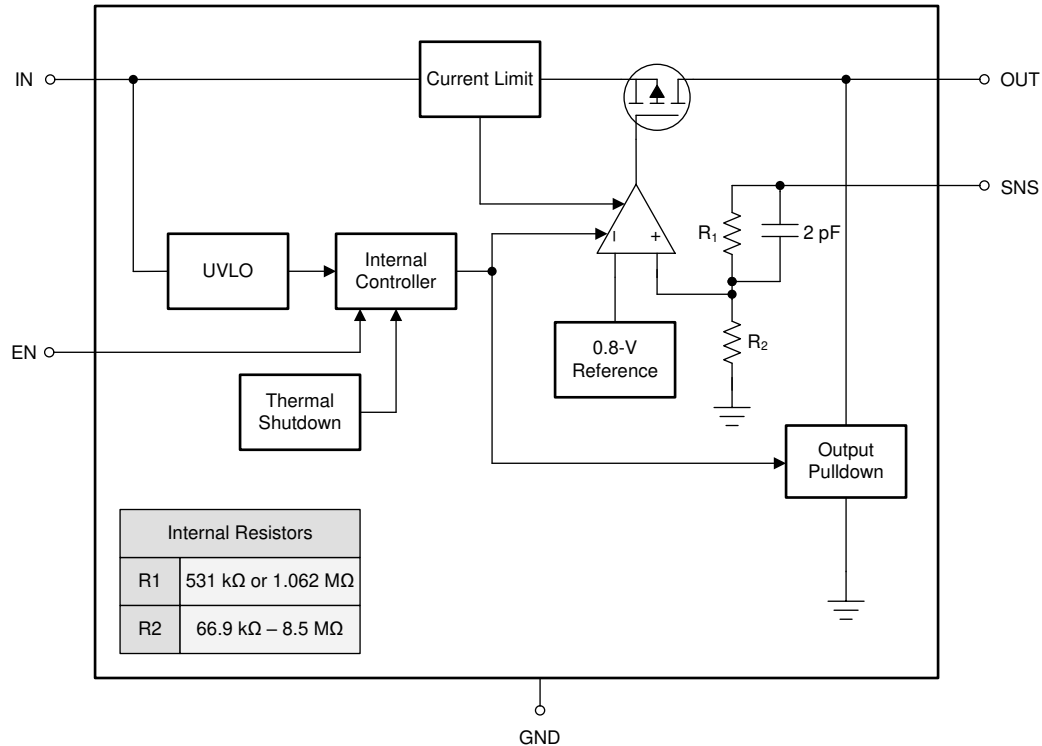 IN
Current Limit
OUT
SNS
R1
2 pF
UVLO
Internal
Controller
EN
0.8-V
Reference
R2
Thermal
Shutdown
Output
Pulldown
Internal Resistors
R1 531 kΩ or 1.062 MΩ
R2 66.9 kΩ – 8.5 MΩ
GND